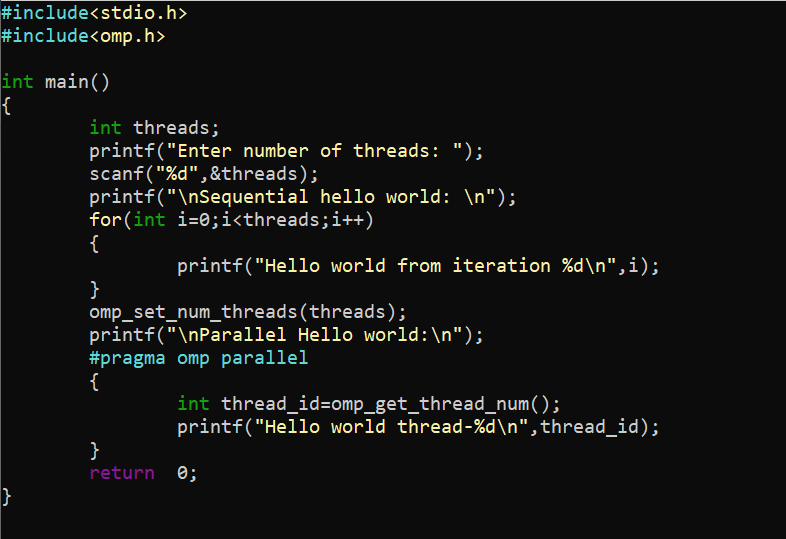 #include<stdio.h>
#include<omp.h>

int main()
{
        int threads;
        printf("Enter number of threads: ");
        scanf("%d",&threads);
        printf("\nSequential hello world: \n");
        for(int i=0;i<threads;i++)
        {
                printf("Hello world from iteration %d\n",i);
        }
        omp_set_num_threads(threads);
        printf("\nParallel Hello world:\n");
        #pragma omp parallel
        {
                int thread_id=omp_get_thread_num();
                printf("Hello world thread-%d\n",thread_id);
        }
        return  0;
}